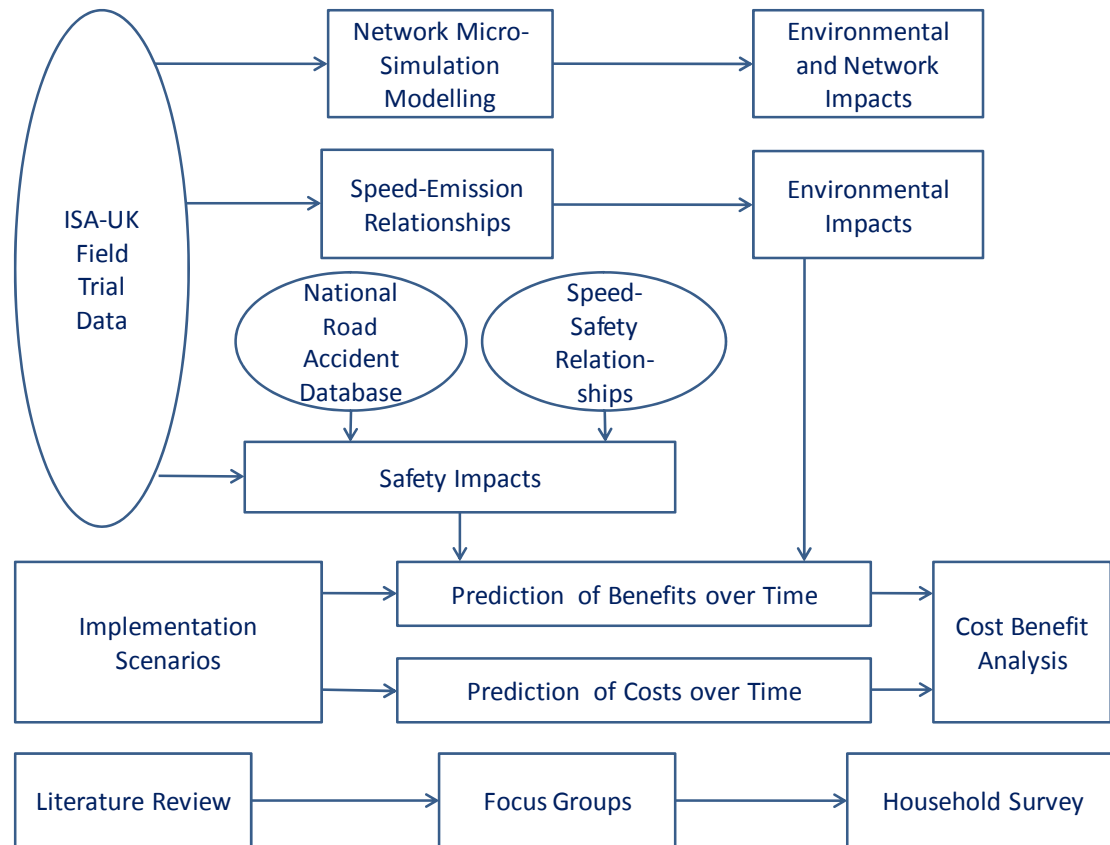 Network Micro-
Simulation
Modelling
Environmental
and Network
Impacts
ISA-UK
Field
Trial
Data
Speed-Emission
Relationships
Environmental
Impacts
National
Road
Accident
Database
Speed-
Safety
Relation-
ships
Safety Impacts
Implementation
Scenarios
Prediction of Benefits over Time
Prediction of Costs over Time
Cost Benefit
Analysis
Literature Review
Focus Groups
Household Survey